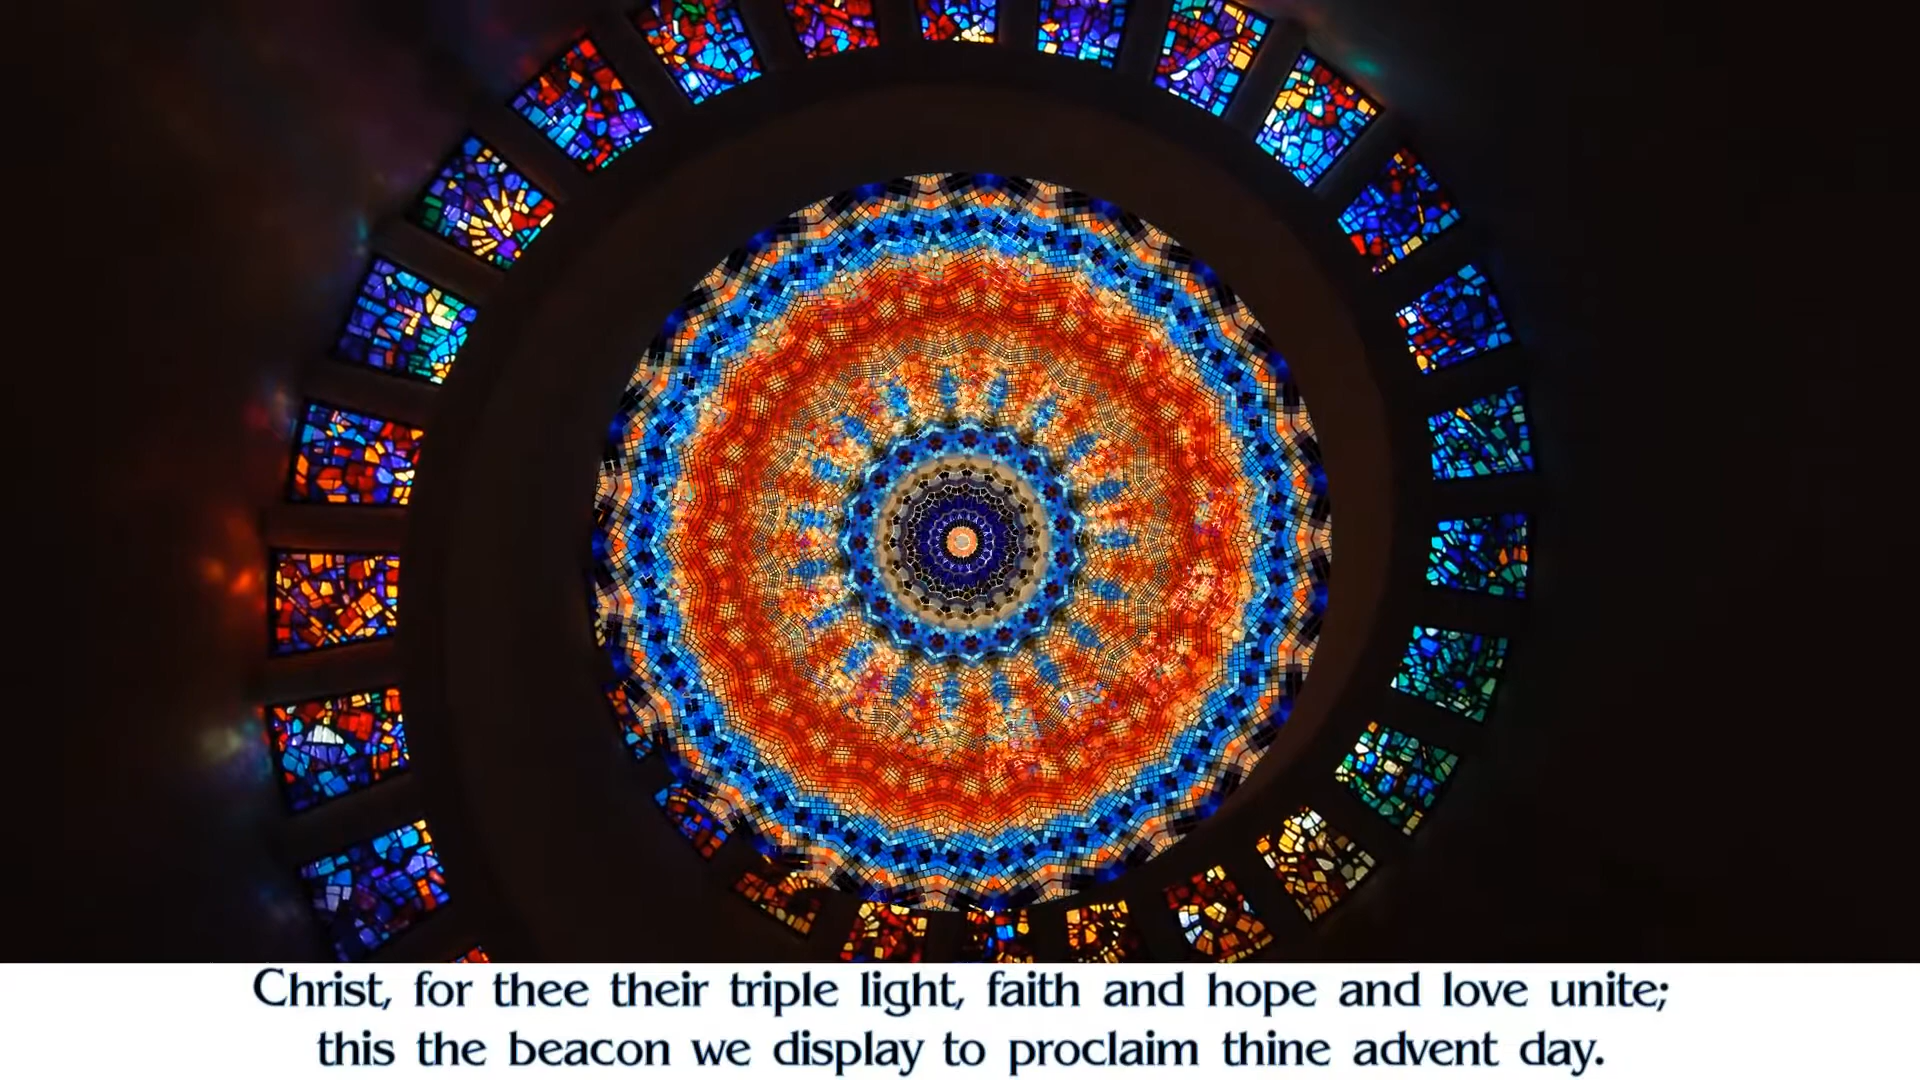 Christ, for thee their triple light, faith and hope and love unite;
this the beacon we display to proclaim thine advent day.